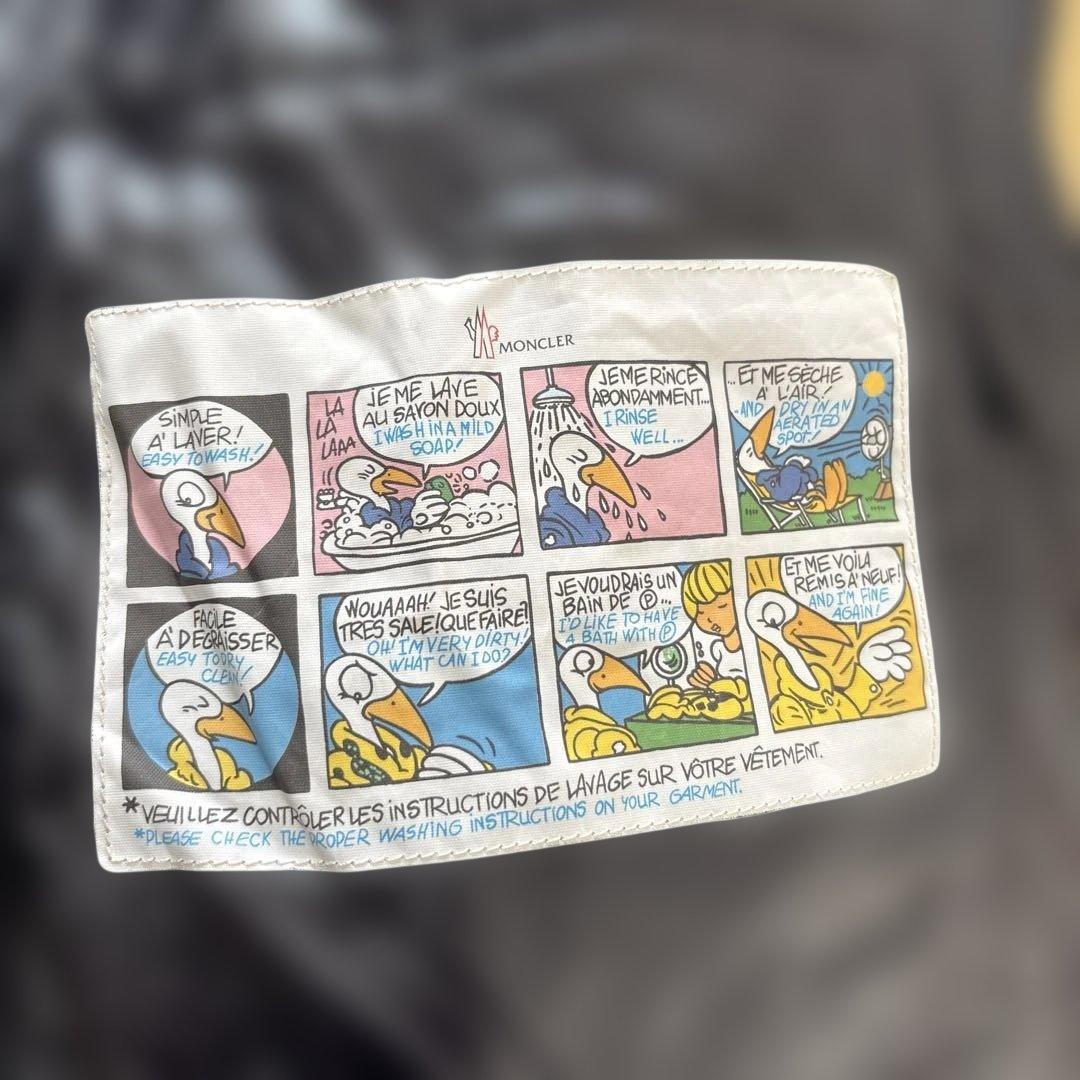 MONCLER
SIMPLE
A' LAVER!
EASY TO WASH!
LA
LA
LAAA
JE ME LAVE
AU SAYON DOUX
I WASH IN A MILD
SOAP!
JE ME RINCE
ABONDAMMENT...
I RINSE
WELL...
...ET ME SÈCHE
A' L'AIR!
-AND DRY IN AN
AERATED
SPOT!
FACILE
A' DEGRAISSER
EASY TO DRY
CLEAN!
WOUAAAH! JE SUIS
TRES SALE! QUE FAIRE?
OH! I'M VERY DIRTY!
WHAT CAN I DO?
JE VOUDRAIS UN
BAIN DE Ⓟ...
I'D LIKE TO HAVE
A BATH WITH Ⓟ
ET ME VOILA
REMIS A' NEUF!
AND I'M FINE
AGAIN!
*VEUILLEZ CONTRÔLER LES INSTRUCTIONS DE LAVAGE SUR VÔTRE VÊTEMENT.
*PLEASE CHECK THE PROPER WASHING INSTRUCTIONS ON YOUR GARMENT.